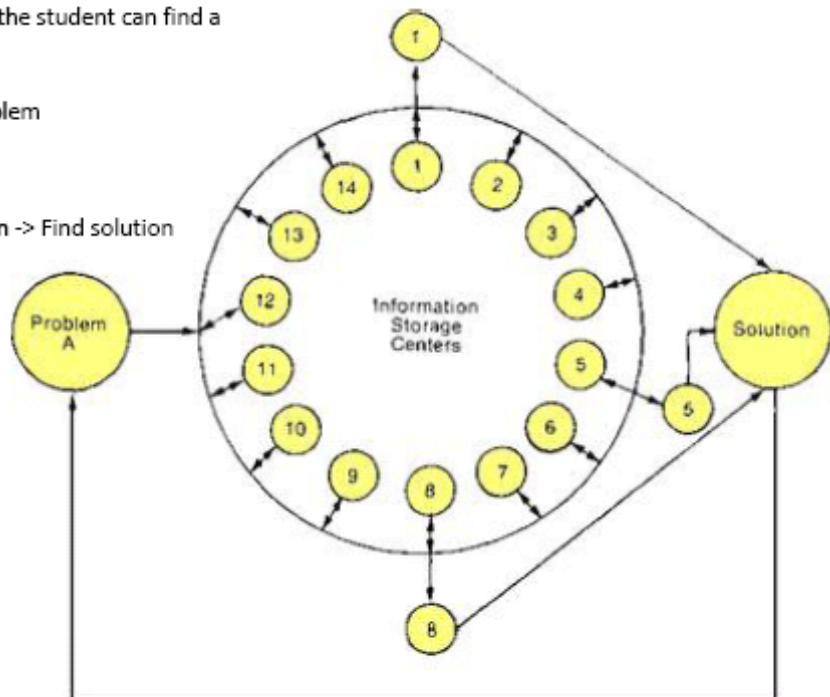 the student can find a
1
olem
1
14
2
13
3
n -> Find solution
12
4
Problem
A
Information
Storage
Centers
Solution
11
5
5
10
6
9
8
7
8